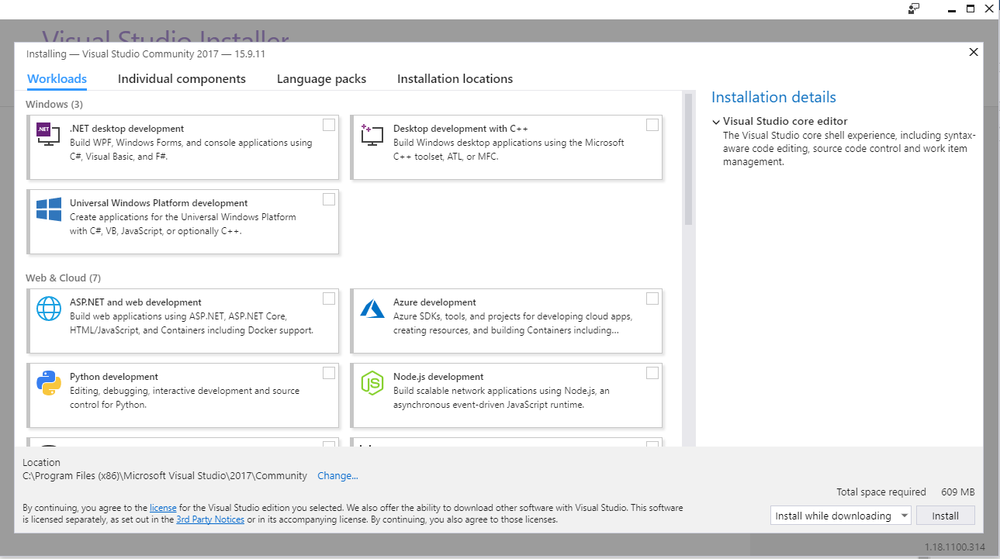 Visual Studio Installer
Installing — Visual Studio Community 2017 — 15.9.11
Workloads
Individual components
Language packs
Installation locations
Windows (3)
.NET
.NET desktop development
Build WPF, Windows Forms, and console applications using
C#, Visual Basic, and F#.
Desktop development with C++
Build Windows desktop applications using the Microsoft
C++ toolset, ATL, or MFC.
Universal Windows Platform development
Create applications for the Universal Windows Platform
with C#, VB, JavaScript, or optionally C++.
Web & Cloud (7)
ASP.NET and web development
Build web applications using ASP.NET, ASP.NET Core,
HTML/JavaScript, and Containers including Docker support.
Azure development
Azure SDKs, tools, and projects for developing cloud apps,
creating resources, and building Containers including...
Python development
Editing, debugging, interactive development and source
control for Python.
JS
Node.js development
Build scalable network applications using Node.js, an
asynchronous event-driven JavaScript runtime.
Installation details
Visual Studio core editor
The Visual Studio core shell experience, including syntax-
aware code editing, source code control and work item
management.
Location
C:\Program Files (x86)\Microsoft Visual Studio\2017\Community Change...
Total space required 609 MB
By continuing, you agree to the license for the Visual Studio edition you selected. We also offer the ability to download other software with Visual Studio. This software
is licensed separately, as set out in the 3rd Party Notices or in its accompanying license. By continuing, you also agree to those licenses.
Install while downloading
Install
1.18.1100.314